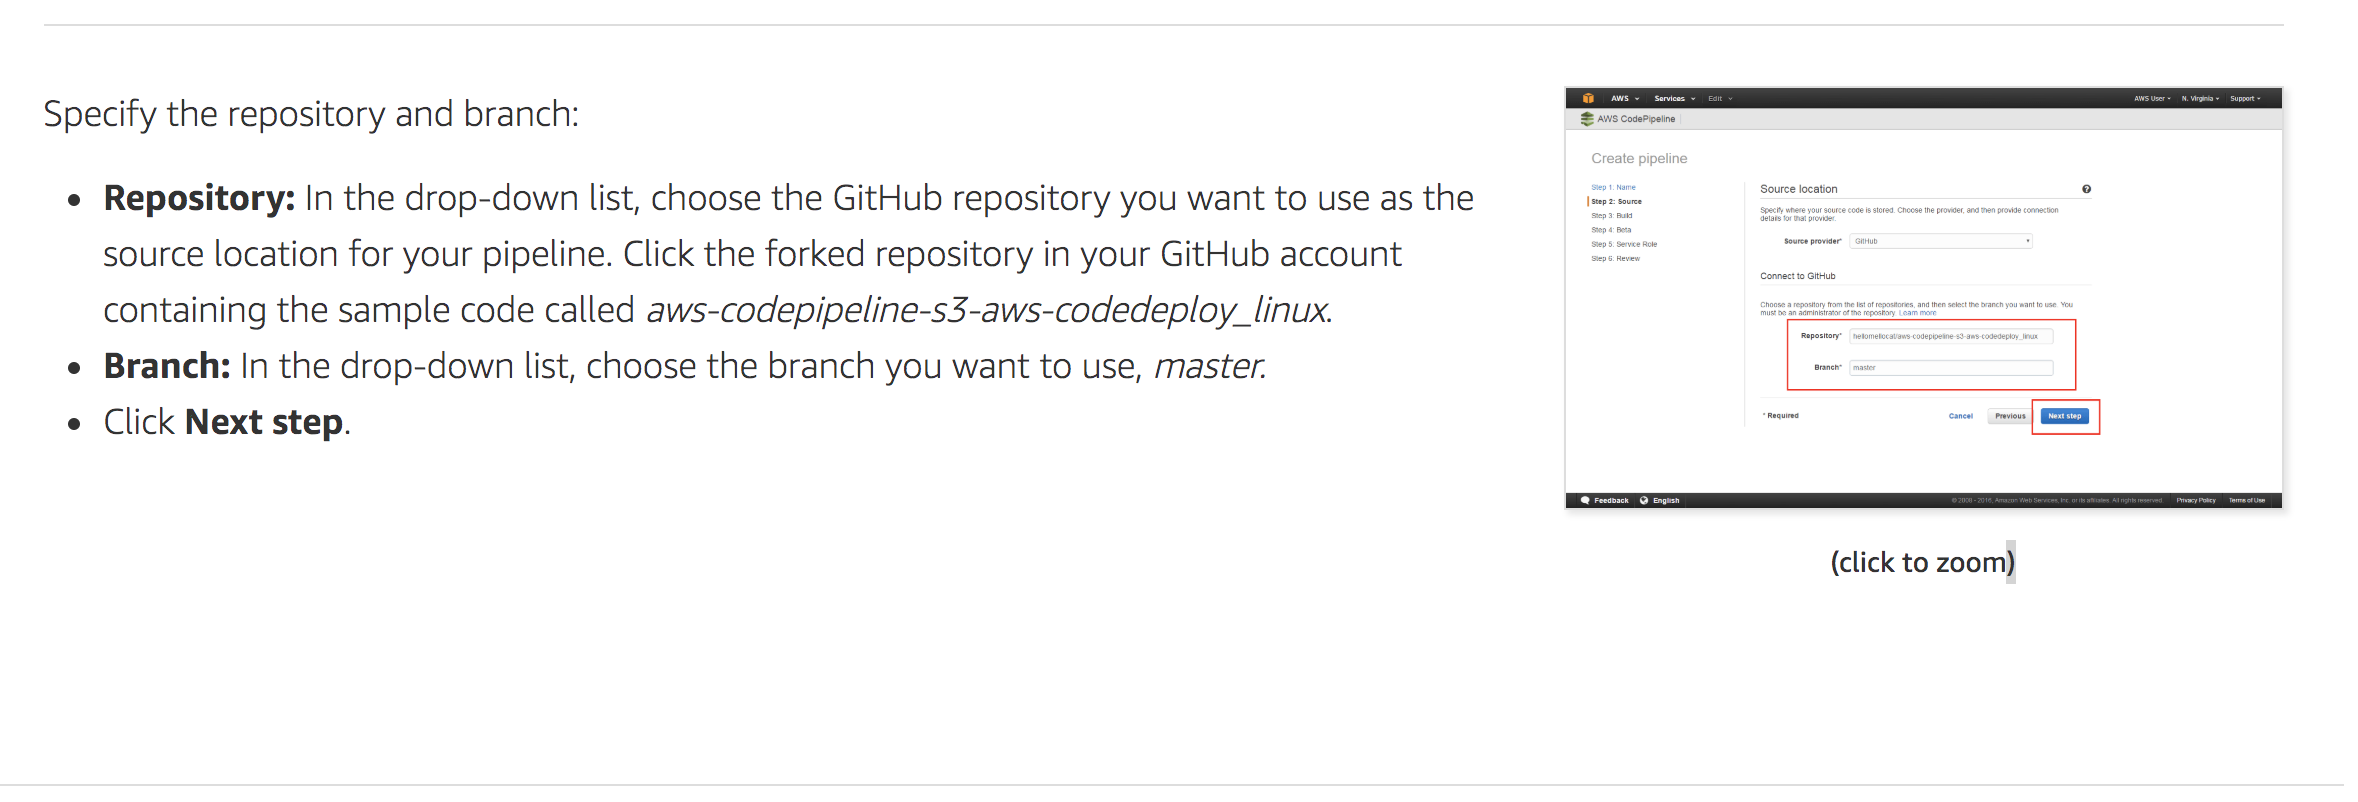 Specify the repository and branch:
• Repository: In the drop-down list, choose the GitHub repository you want to use as the
source location for your pipeline. Click the forked repository in your GitHub account
containing the sample code called aws-codepipeline-s3-aws-codedeploy_linux.
• Branch: In the drop-down list, choose the branch you want to use, master.
• Click Next step.
AWS Services Edit AWS User N. Virginia Support
AWS CodePipeline
Create pipeline
Step 1: Name
Step 2: Source
Step 3: Build
Step 4: Beta
Step 5: Service Role
Step 6: Review
Source location
Specify where your source code is stored. Choose the provider, and then provide connection
details for that provider.
Source provider* GitHub
Connect to GitHub
Choose a repository from the list of repositories, and then select the branch you want to use. You
must be an administrator of the repository. Learn more
Repository* hellomellocat/aws-codepipeline-s3-aws-codedeploy_linux
Branch* master
* Required Cancel Previous Next step
Feedback English © 2008 - 2016, Amazon Web Services, Inc. or its affiliates. All rights reserved. Privacy Policy Terms of Use
(click to zoom)